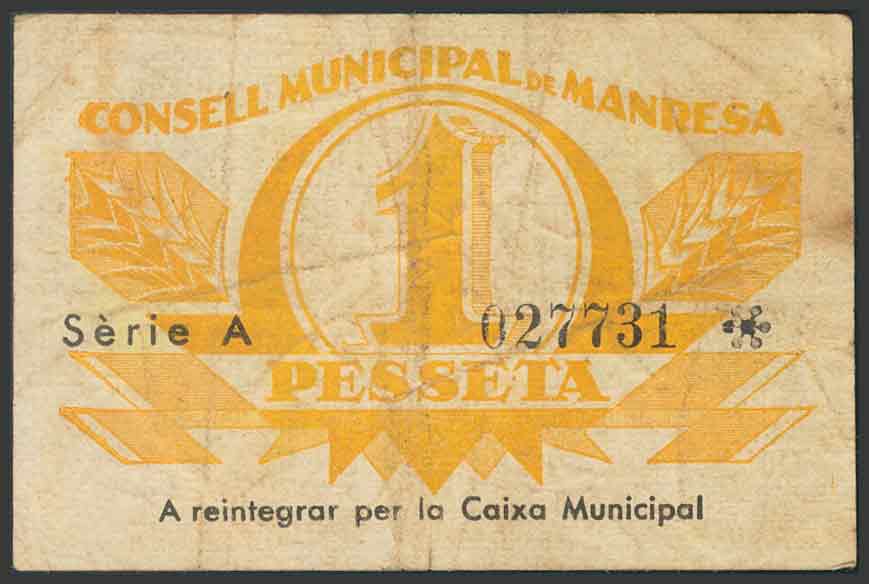 CONSELL MUNICIPAL DE MANRESA
1
Sèrie A 027731
PESSETA
A reintegrar per la Caixa Municipal